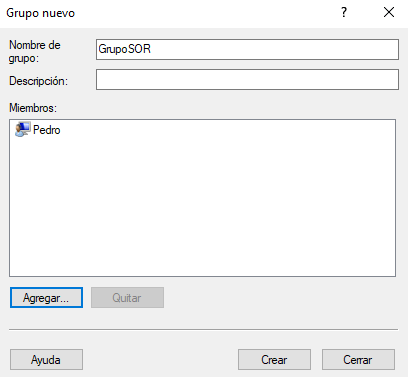 Grupo nuevo
?
Nombre de
grupo:
GrupoSOR
Descripción:
Miembros:
Pedro
Agregar...
Quitar
Ayuda
Crear
Cerrar